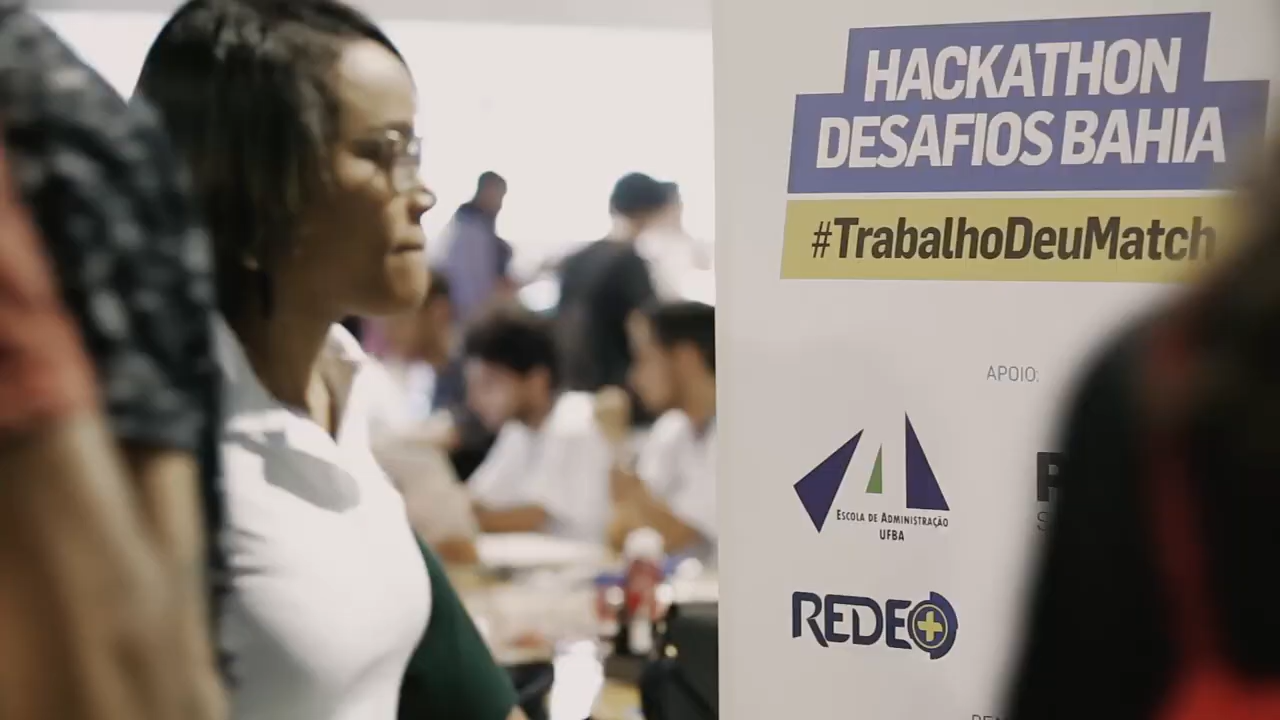 HACKATHON
DESAFIOS BAHIA
#TrabalhoDeuMatch
APOIO:
ESCOLA DE ADMINISTRAÇÃO
UFBA
REDE+